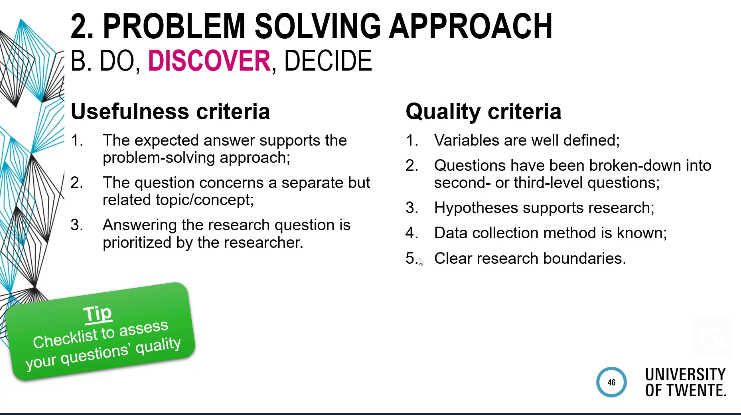 2. PROBLEM SOLVING APPROACH
B. DO, DISCOVER, DECIDE
Usefulness criteria
1. The expected answer supports the
problem-solving approach;
2. The question concerns a separate but
related topic/concept;
3. Answering the research question is
prioritized by the researcher.
Quality criteria
1. Variables are well defined;
2. Questions have been broken-down into
second- or third-level questions;
3. Hypotheses supports research;
4. Data collection method is known;
5. Clear research boundaries.
Tip
Checklist to assess
your questions' quality
46
UNIVERSITY
OF TWENTE.